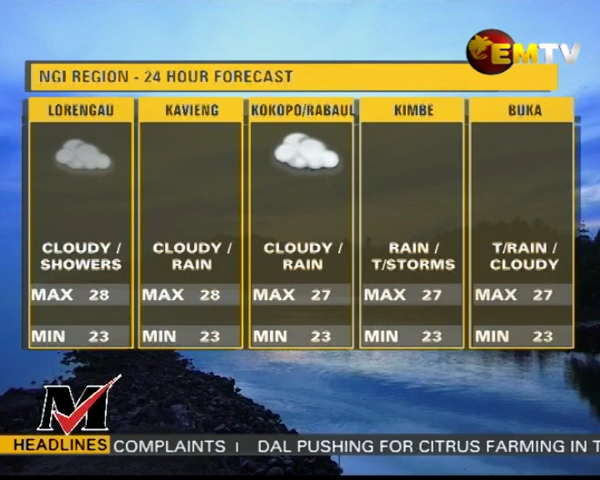 EMTV
NGI REGION - 24 HOUR FORECAST
LORENGAU
CLOUDY /
SHOWERS
MAX 28
MIN 23
KAVIENG
CLOUDY /
RAIN
MAX 28
MIN 23
KOKOPO/RABAUL
CLOUDY /
RAIN
MAX 27
MIN 23
KIMBE
RAIN /
T/STORMS
MAX 27
MIN 23
BUKA
T/RAIN /
CLOUDY
MAX 27
MIN 23
M
HEADLINES COMPLAINTS I DAL PUSHING FOR CITRUS FARMING IN T